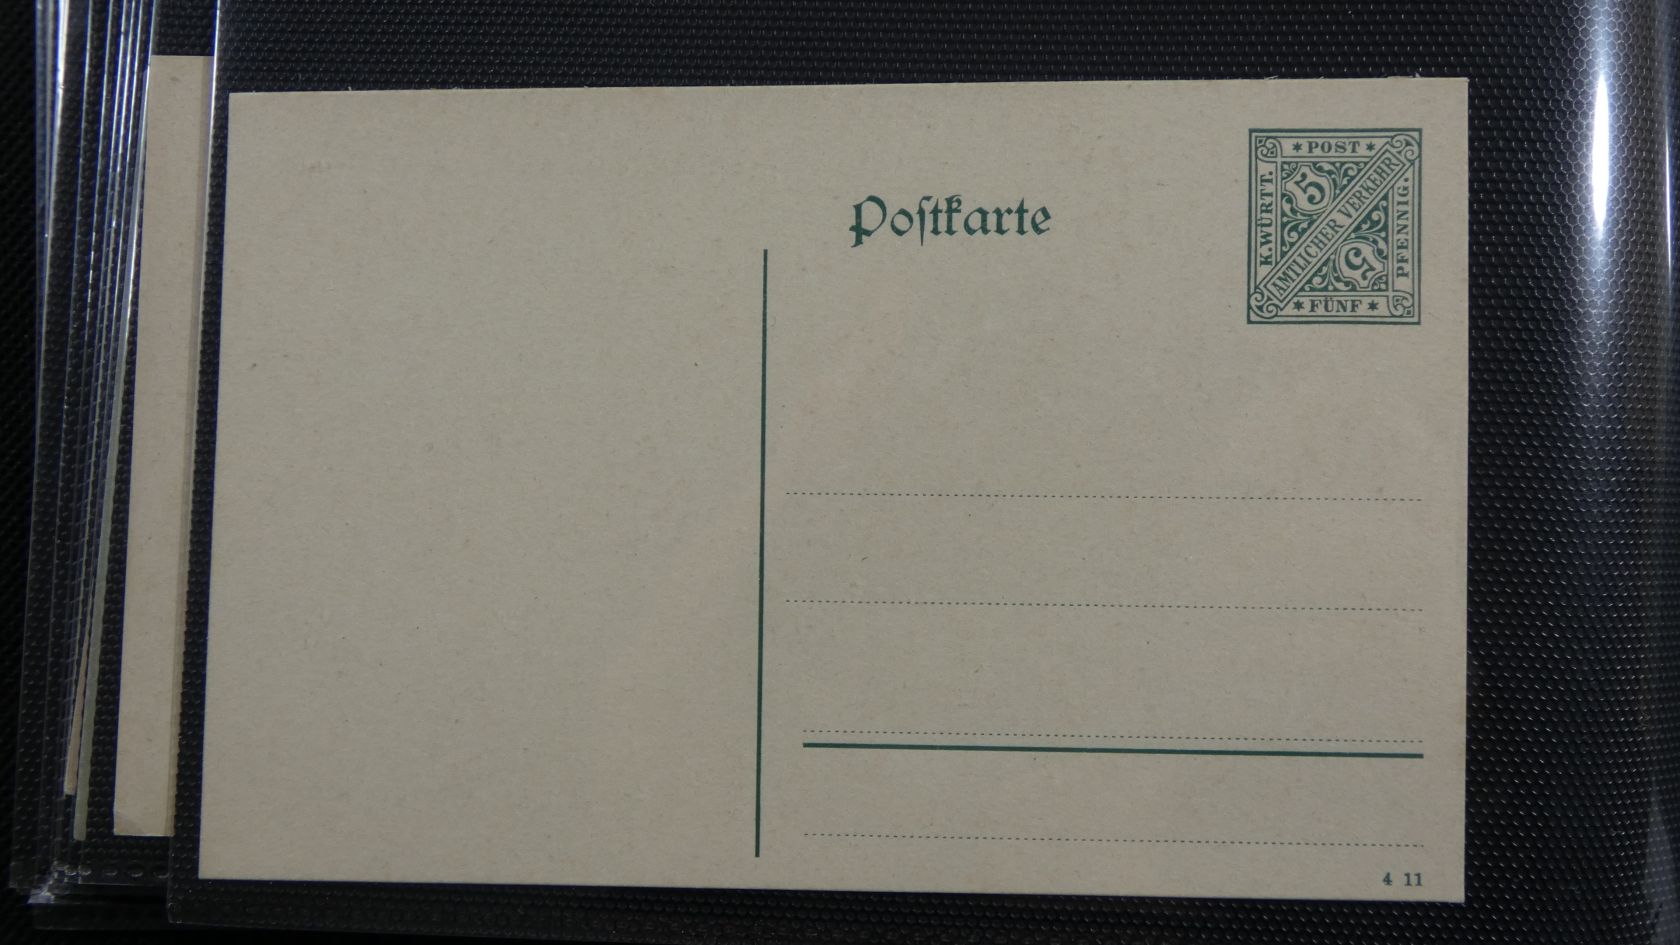 Poſtkarte
* POST *
K.WÜRTT.
5
AMTLICHER VERKEHR
5
PFENNIG.
* FÜNF *
4 11